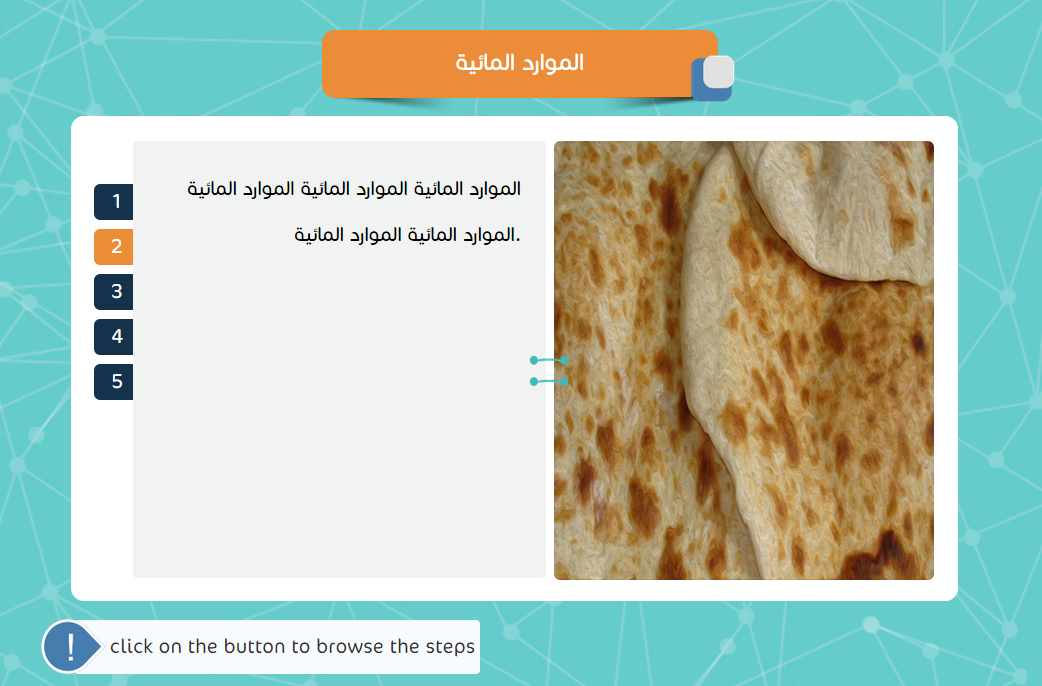 الموارد المائية
الموارد المائية الموارد المائية الموارد المائية
.الموارد المائية الموارد المائية
1
2
3
4
5
! click on the button to browse the steps